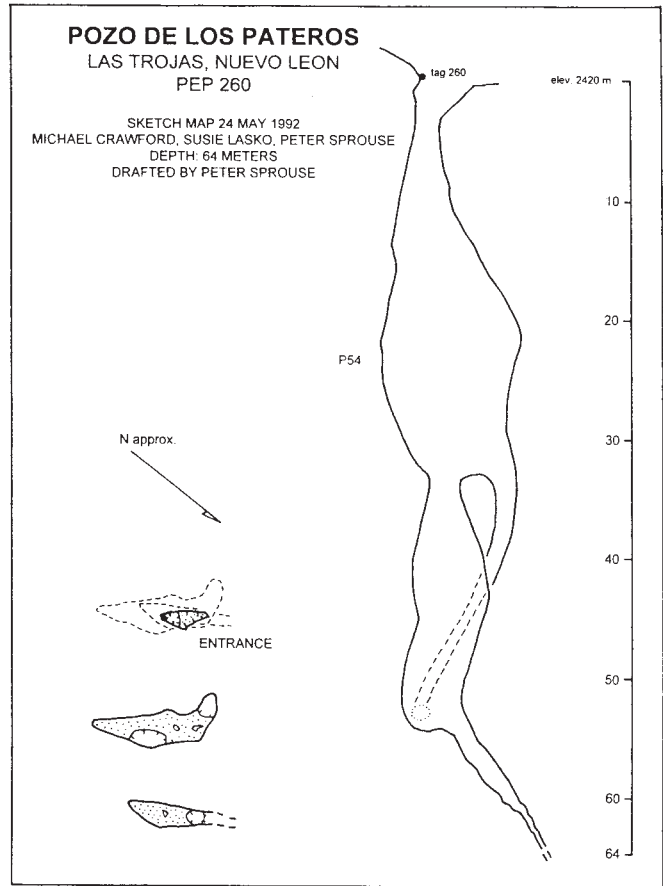 POZO DE LOS PATEROS
LAS TROJAS, NUEVO LEON
PEP 260
SKETCH MAP 24 MAY 1992
MICHAEL CRAWFORD, SUSIE LASKO, PETER SPROUSE
DEPTH: 64 METERS
DRAFTED BY PETER SPROUSE
tag 260
elev. 2420 m
10
20
P54
30
N approx.
40
ENTRANCE
50
60
64